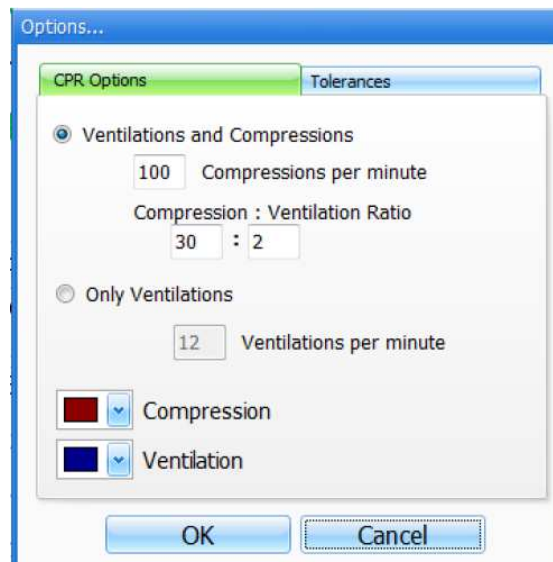 Options...
CPR Options Tolerances
Ventilations and Compressions
100 Compressions per minute
Compression : Ventilation Ratio
30 : 2
Only Ventilations
12 Ventilations per minute
Compression
Ventilation
OK Cancel